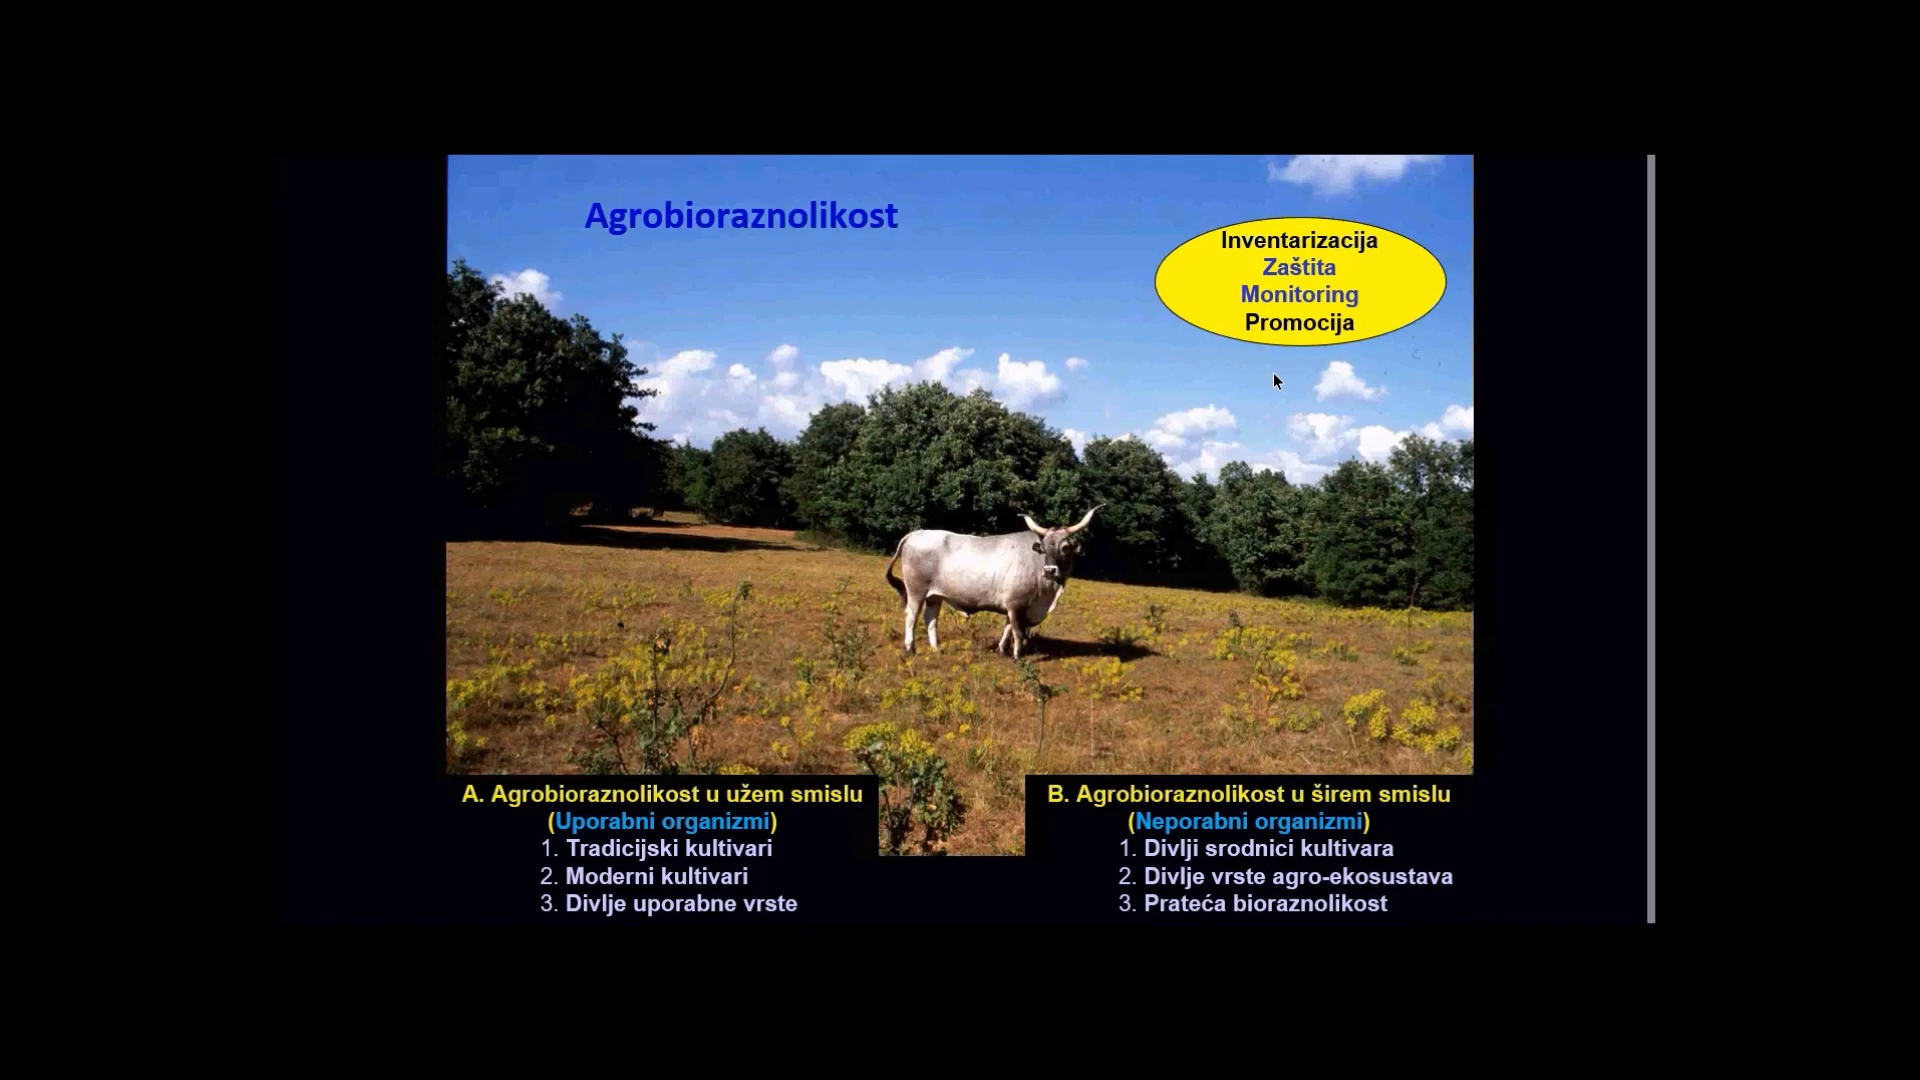 Agrobioraznolikost
Inventarizacija
Zaštita
Monitoring
Promocija
A. Agrobioraznolikost u užem smislu
(Uporabni organizmi)
1. Tradicijski kultivari
2. Moderni kultivari
3. Divlje uporabne vrste
B. Agrobioraznolikost u širem smislu
(Neporabni organizmi)
1. Divlji srodnici kultivara
2. Divlje vrste agro-ekosustava
3. Prateća bioraznolikost